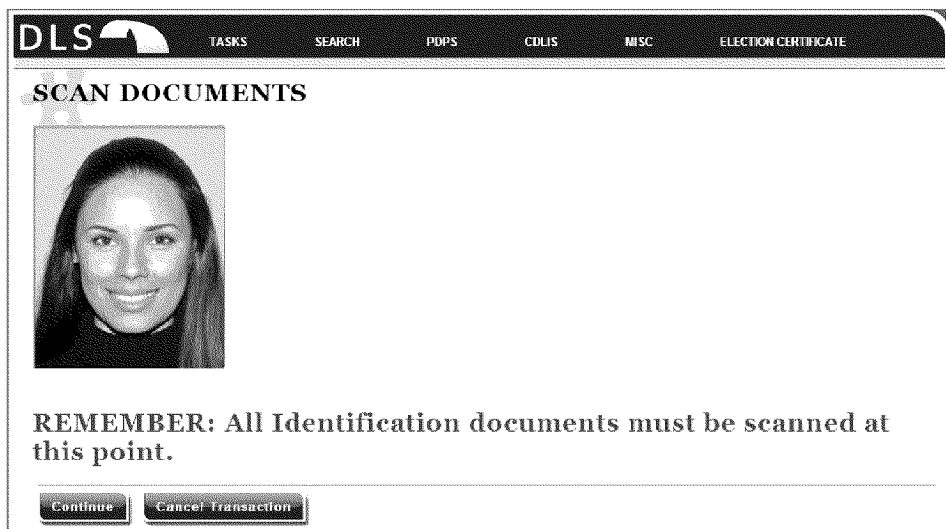 DLS
TASKS SEARCH PDPS CDLIS MISC ELECTION CERTIFICATE
SCAN DOCUMENTS
REMEMBER: All Identification documents must be scanned at
this point.
Continue Cancel Transaction